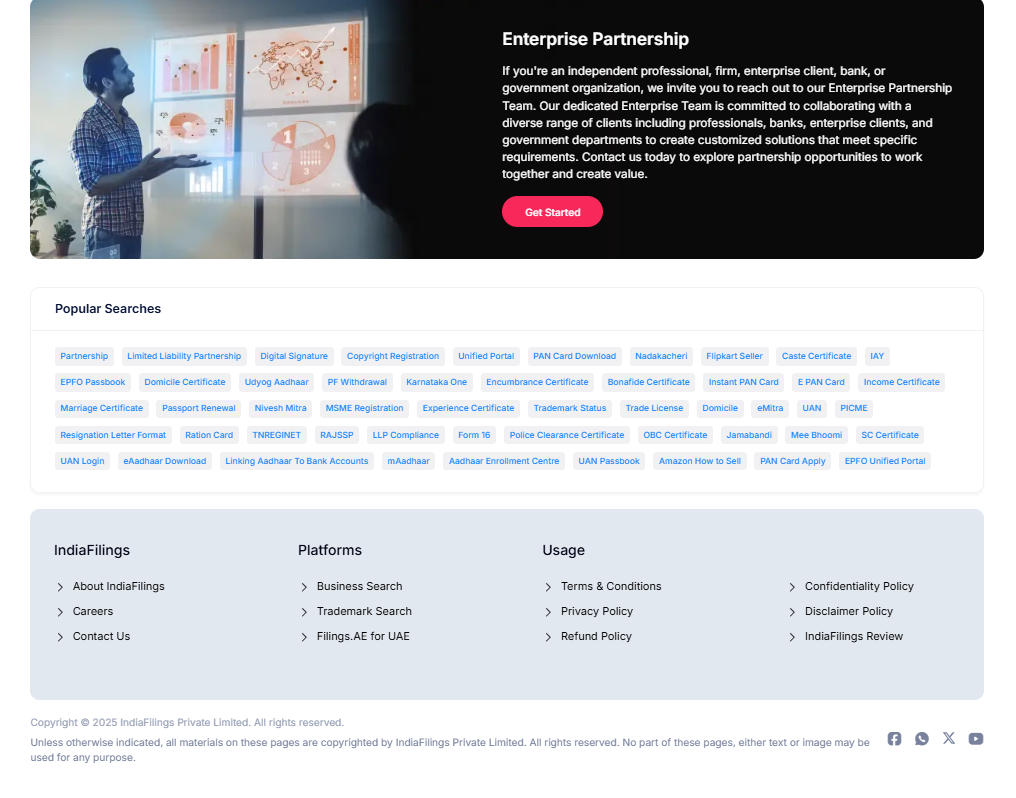 Enterprise Partnership
If you're an independent professional, firm, enterprise client, bank, or
government organization, we invite you to reach out to our Enterprise Partnership
Team. Our dedicated Enterprise Team is committed to collaborating with a
diverse range of clients including professionals, banks, enterprise clients, and
government departments to create customized solutions that meet specific
requirements. Contact us today to explore partnership opportunities to work
together and create value.
Get Started
1
2
3
4
Popular Searches
Partnership Limited Liability Partnership Digital Signature Copyright Registration Unified Portal PAN Card Download Nadakacheri Flipkart Seller Caste Certificate IAY
EPFO Passbook Domicile Certificate Udyog Aadhaar PF Withdrawal Karnataka One Encumbrance Certificate Bonafide Certificate Instant PAN Card E PAN Card Income Certificate
Marriage Certificate Passport Renewal Nivesh Mitra MSME Registration Experience Certificate Trademark Status Trade License Domicile eMitra UAN PICME
Resignation Letter Format Ration Card TNREGINET RAJSSP LLP Compliance Form 16 Police Clearance Certificate OBC Certificate Jamabandi Mee Bhoomi SC Certificate
UAN Login eAadhaar Download Linking Aadhaar To Bank Accounts mAadhaar Aadhaar Enrollment Centre UAN Passbook Amazon How to Sell PAN Card Apply EPFO Unified Portal
IndiaFilings
About IndiaFilings
Careers
Contact Us
Platforms
Business Search
Trademark Search
Filings.AE for UAE
Usage
Terms & Conditions
Privacy Policy
Refund Policy
Confidentiality Policy
Disclaimer Policy
IndiaFilings Review
Copyright © 2025 IndiaFilings Private Limited. All rights reserved.
Unless otherwise indicated, all materials on these pages are copyrighted by IndiaFilings Private Limited. All rights reserved. No part of these pages, either text or image may be
used for any purpose.